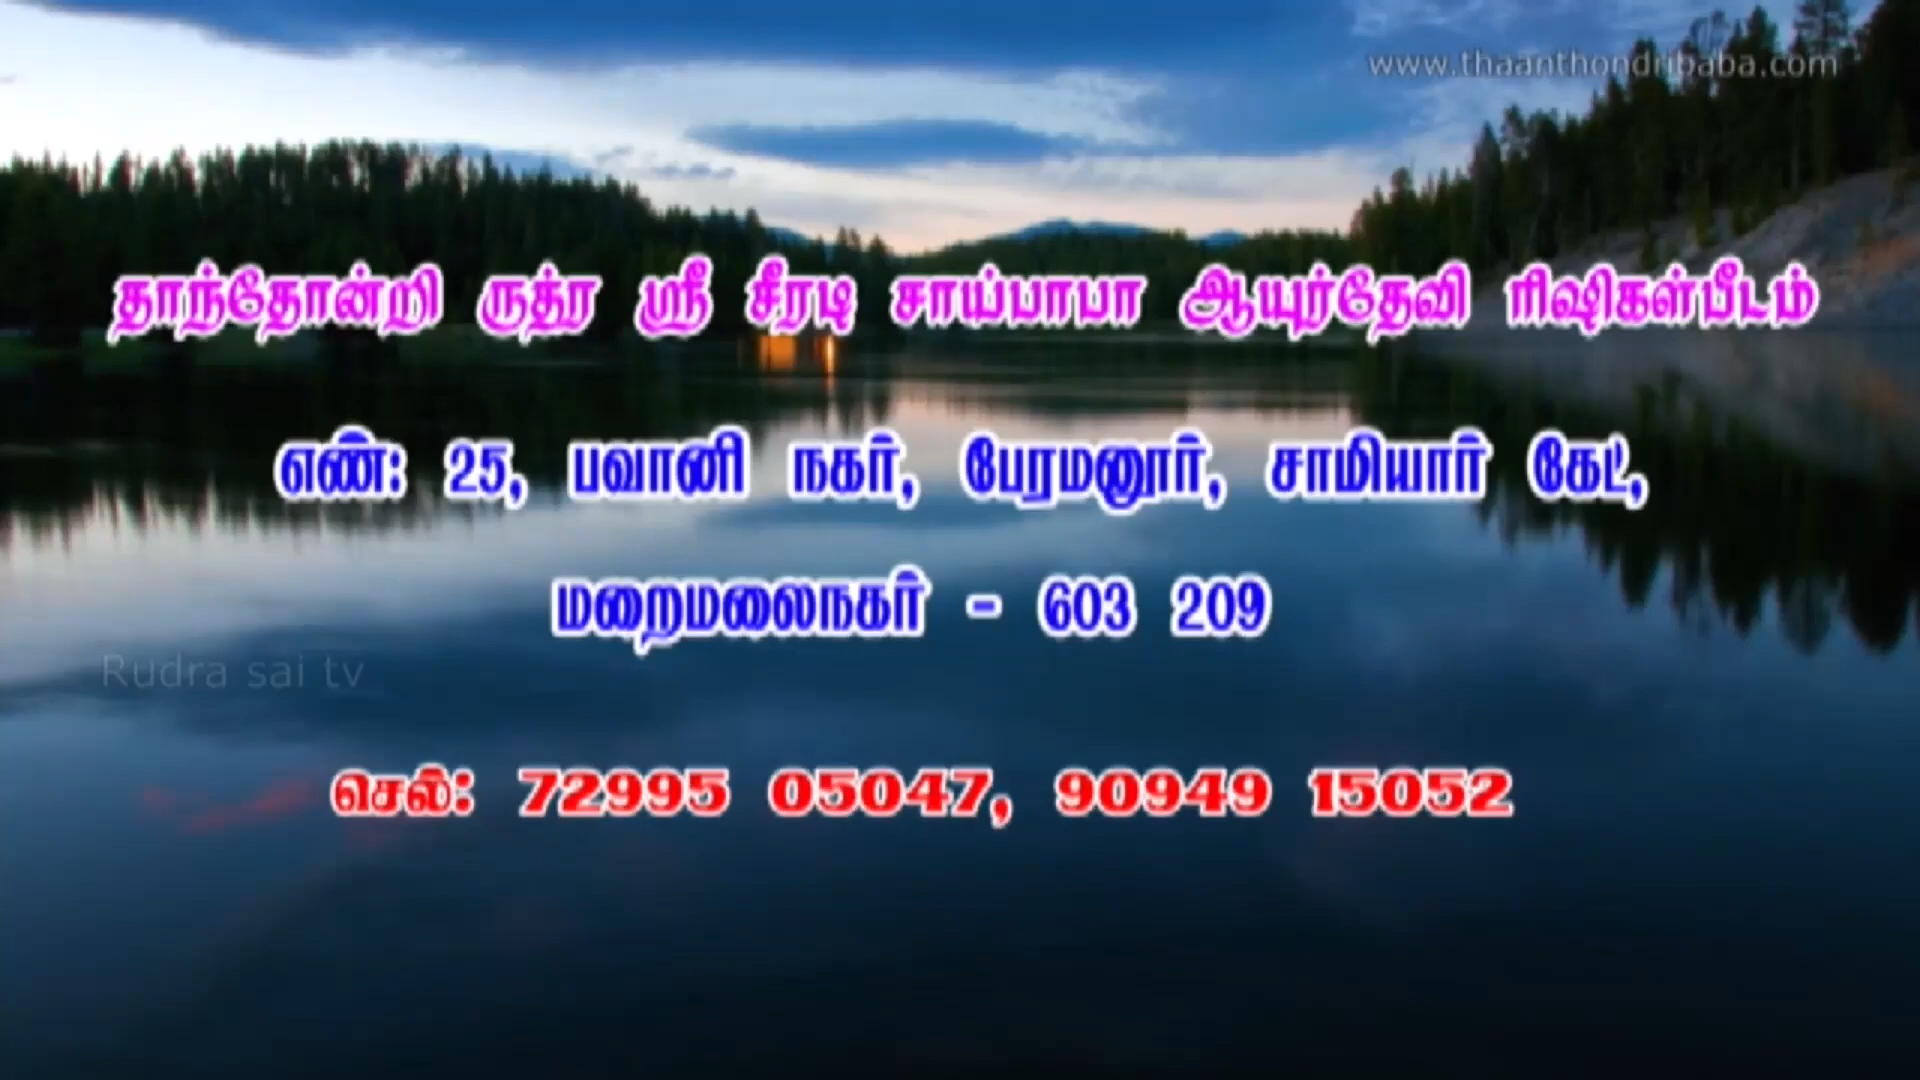 www.thaanthondribaba.com
தாந்தோன்றி ருத்ர ஸ்ரீ சீரடி சாய்பாபா ஆயுர்தேவி ரிஷிகள்பீடம்
எண்: 25, பவானி நகர், பேரமனூர், சாமியார் கேட்,
மறைமலைநகர் - 603 209
Rudra sai tv
செல்: 72995 05047, 90949 15052